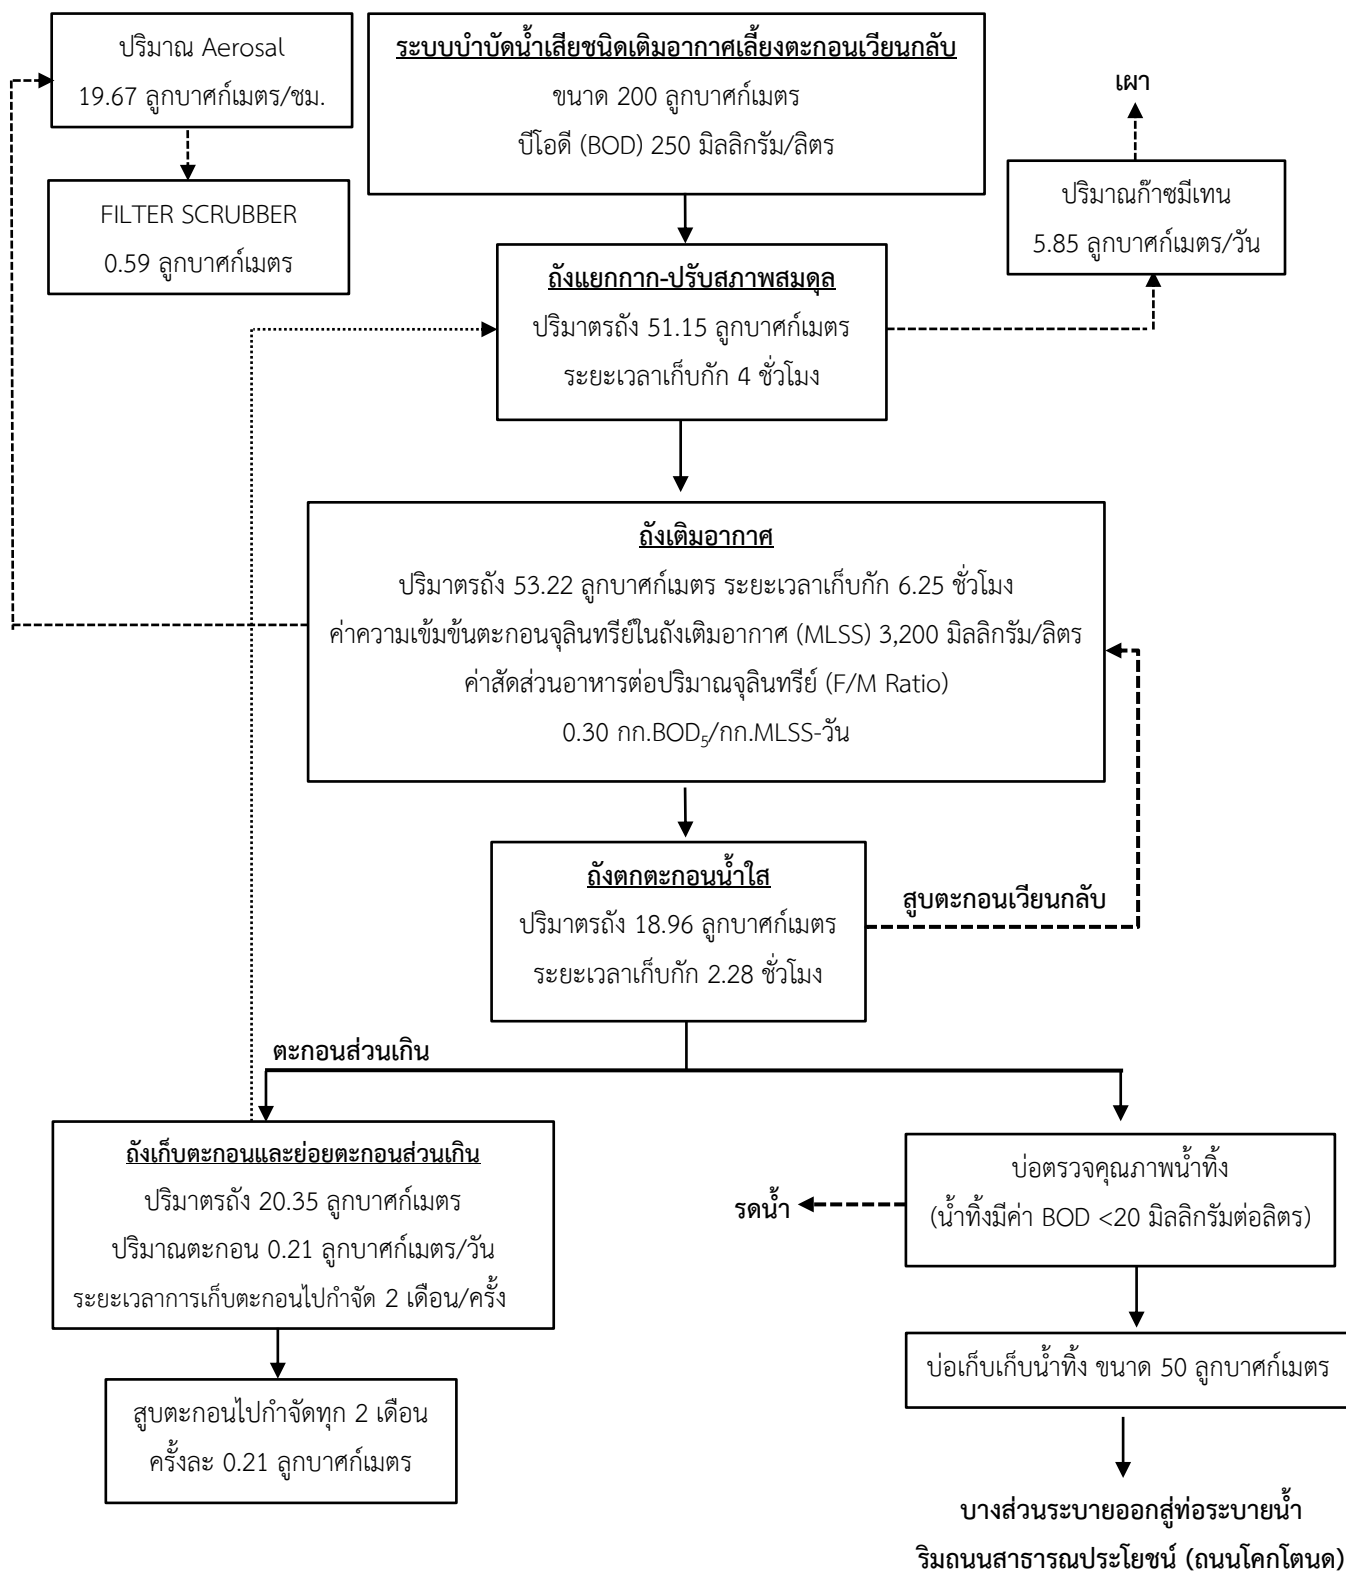 ปริมาณ Aerosal
19.67 ลูกบาศก์เมตร/ชม.
FILTER SCRUBBER
0.59 ลูกบาศก์เมตร
ระบบบำบัดน้ำเสียชนิดเติมอากาศเลี้ยงตะกอนเวียนกลับ
ขนาด 200 ลูกบาศก์เมตร
บีโอดี (BOD) 250 มิลลิกรัม/ลิตร
เผา
ปริมาณก๊าซมีเทน
5.85 ลูกบาศก์เมตร/วัน
ถังแยกกาก-ปรับสภาพสมดุล
ปริมาตรถัง 51.15 ลูกบาศก์เมตร
ระยะเวลาเก็บกัก 4 ชั่วโมง
ถังเติมอากาศ
ปริมาตรถัง 53.22 ลูกบาศก์เมตร ระยะเวลาเก็บกัก 6.25 ชั่วโมง
ค่าความเข้มข้นตะกอนจุลินทรีย์ในถังเติมอากาศ (MLSS) 3,200 มิลลิกรัม/ลิตร
ค่าสัดส่วนอาหารต่อปริมาณจุลินทรีย์ (F/M Ratio)
0.30 กก.BOD₅/กก.MLSS-วัน
ถังตกตะกอนน้ำใส
ปริมาตรถัง 18.96 ลูกบาศก์เมตร
ระยะเวลาเก็บกัก 2.28 ชั่วโมง
สูบตะกอนเวียนกลับ
ตะกอนส่วนเกิน
ถังเก็บตะกอนและย่อยตะกอนส่วนเกิน
ปริมาตรถัง 20.35 ลูกบาศก์เมตร
ปริมาณตะกอน 0.21 ลูกบาศก์เมตร/วัน
ระยะเวลาการเก็บตะกอนไปกำจัด 2 เดือน/ครั้ง
สูบตะกอนไปกำจัดทุก 2 เดือน
ครั้งละ 0.21 ลูกบาศก์เมตร
รดน้ำ
บ่อตรวจคุณภาพน้ำทิ้ง
(น้ำทิ้งมีค่า BOD <20 มิลลิกรัมต่อลิตร)
บ่อเก็บเก็บน้ำทิ้ง ขนาด 50 ลูกบาศก์เมตร
บางส่วนระบายออกสู่ท่อระบายน้ำ
ริมถนนสาธารณประโยชน์ (ถนนโคกโตนด)